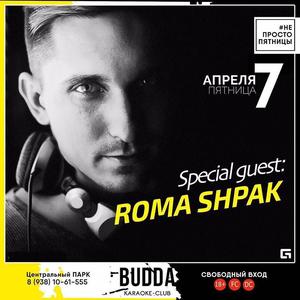 #НЕ
ПРОСТО
ПЯТНИЦЫ
АПРЕЛЯ 7
ПЯТНИЦА
Special guest:
ROMA SHPAK
Центральный ПАРК
8 (938) 10-61-555
BUDDA
KARAOKE-CLUB
СВОБОДНЫЙ ВХОД
18+ FC DC